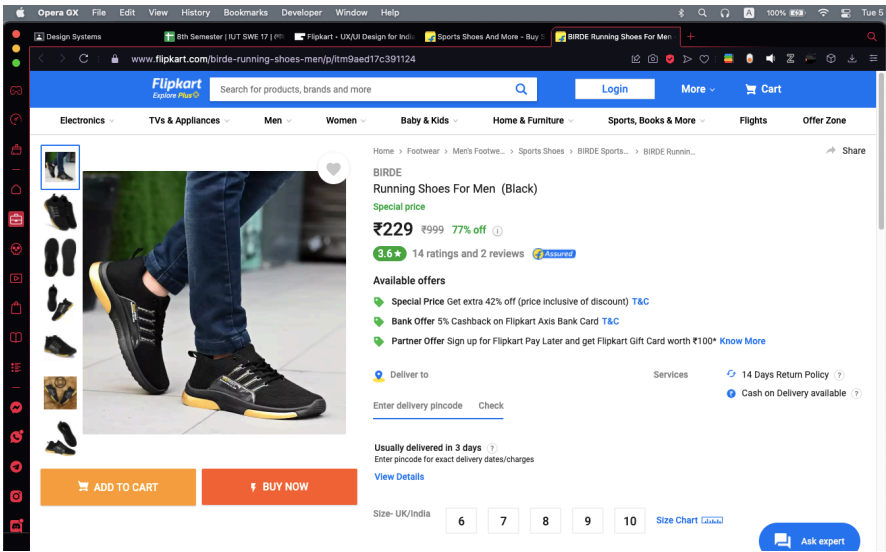 Opera GX File Edit View History Bookmarks Developer Window Help A 100% Tue 5
Design Systems 8th Semester | IUT SWE 17 | Flipkart - UX/UI Design for India Sports Shoes And More - Buy S BIRDE Running Shoes For Men
www.flipkart.com/birde-running-shoes-men/p/itm9aed17c391124
Flipkart
Explore Plus
Search for products, brands and more
Login
More
Cart
Electronics TVs & Appliances Men Women Baby & Kids Home & Furniture Sports, Books & More Flights Offer Zone
Home > Footwear > Men's Footwe... > Sports Shoes > BIRDE Sports... > BIRDE Runnin...
Share
BIRDE
Running Shoes For Men (Black)
Special price
₹229 ₹999 77% off i
3.6★ 14 ratings and 2 reviews Assured
Available offers
Special Price Get extra 42% off (price inclusive of discount) T&C
Bank Offer 5% Cashback on Flipkart Axis Bank Card T&C
Partner Offer Sign up for Flipkart Pay Later and get Flipkart Gift Card worth ₹100* Know More
Deliver to
Services
14 Days Return Policy ?
Enter delivery pincode Check
Cash on Delivery available ?
Usually delivered in 3 days ?
Enter pincode for exact delivery dates/charges
View Details
ADD TO CART
BUY NOW
Size- UK/India
6 7 8 9 10
Size Chart
Ask expert